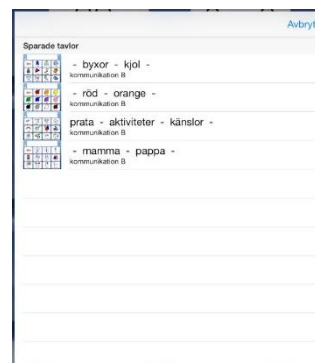 Avbryt
Sparade tavlor
- byxor - kjol -
kommunikation B
- röd - orange -
kommunikation B
prata - aktiviteter - känslor -
kommunikation B
- mamma - pappa -
kommunikation B